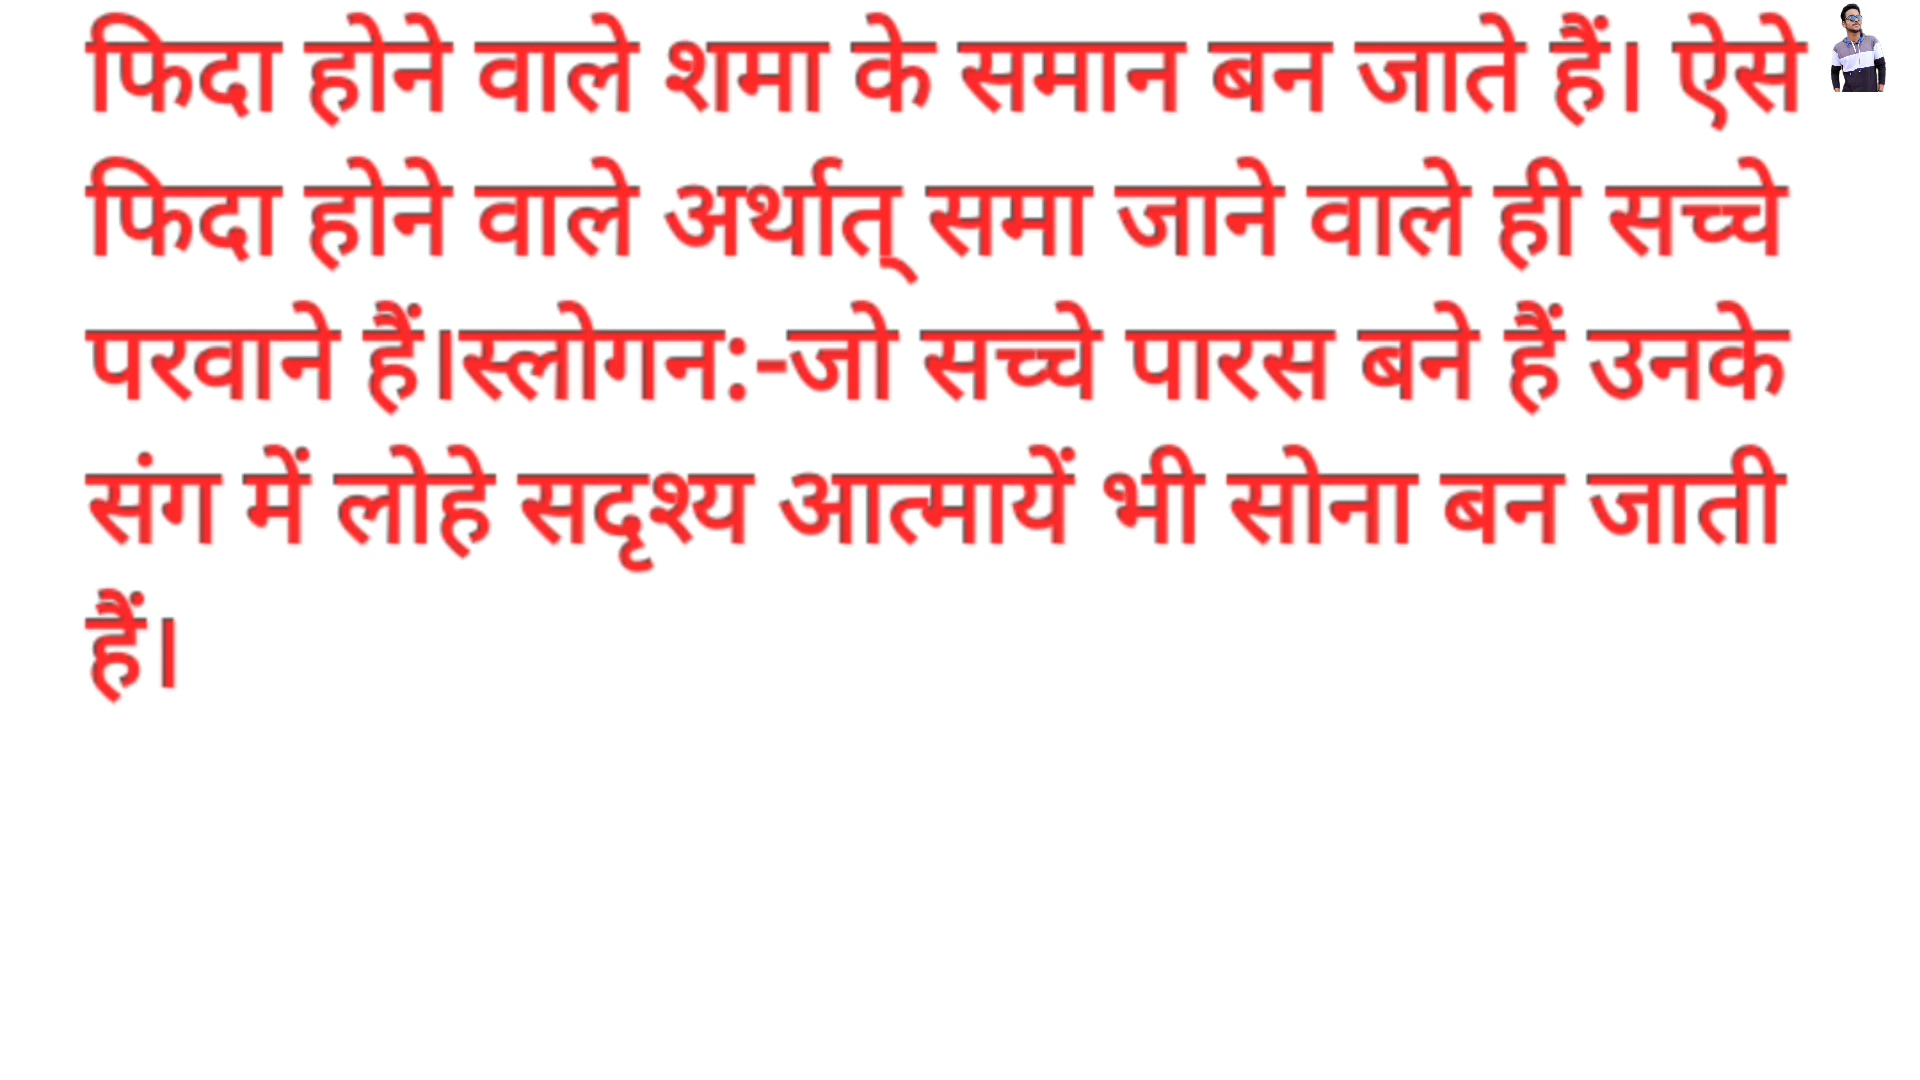 फिदा होने वाले शमा के समान बन जाते हैं। ऐसे
फिदा होने वाले अर्थात् समा जाने वाले ही सच्चे
परवाने हैं।स्लोगन:-जो सच्चे पारस बने हैं उनके
संग में लोहे सदृश्य आत्मायें भी सोना बन जाती
हैं।